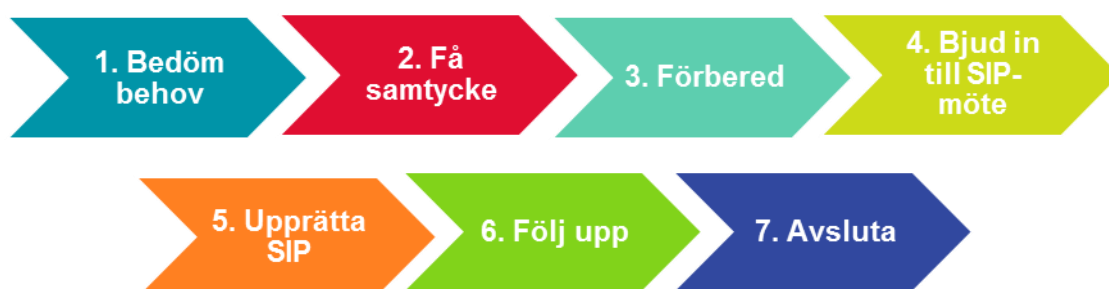 1. Bedöm
behov
2. Få
samtycke
3. Förbered
4. Bjud in
till SIP-
möte
5. Upprätta
SIP
6. Följ upp
7. Avsluta